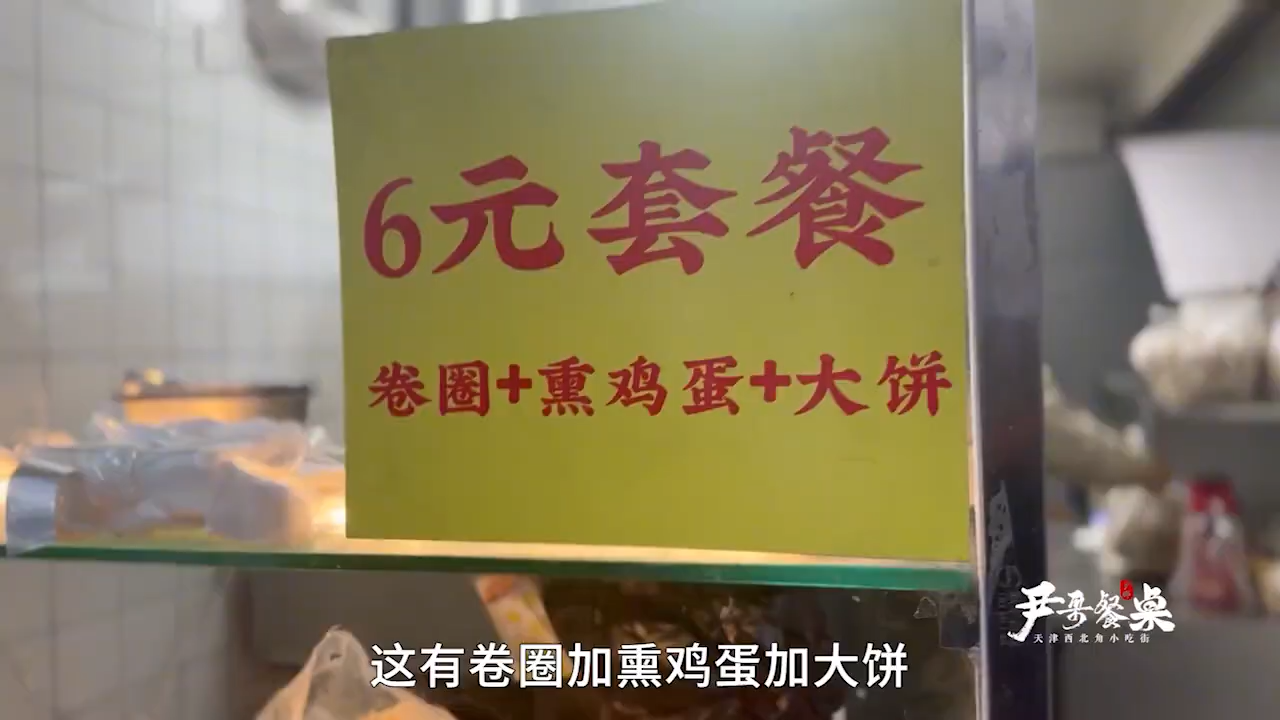 6元套餐
卷圈+熏鸡蛋+大饼
尹哥餐桌
天津西北角小吃街
这有卷圈加熏鸡蛋加大饼